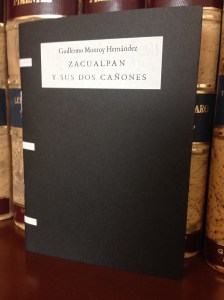 Guillermo Monroy Hernández
ZACUALPAN
Y SUS DOS CAÑONES